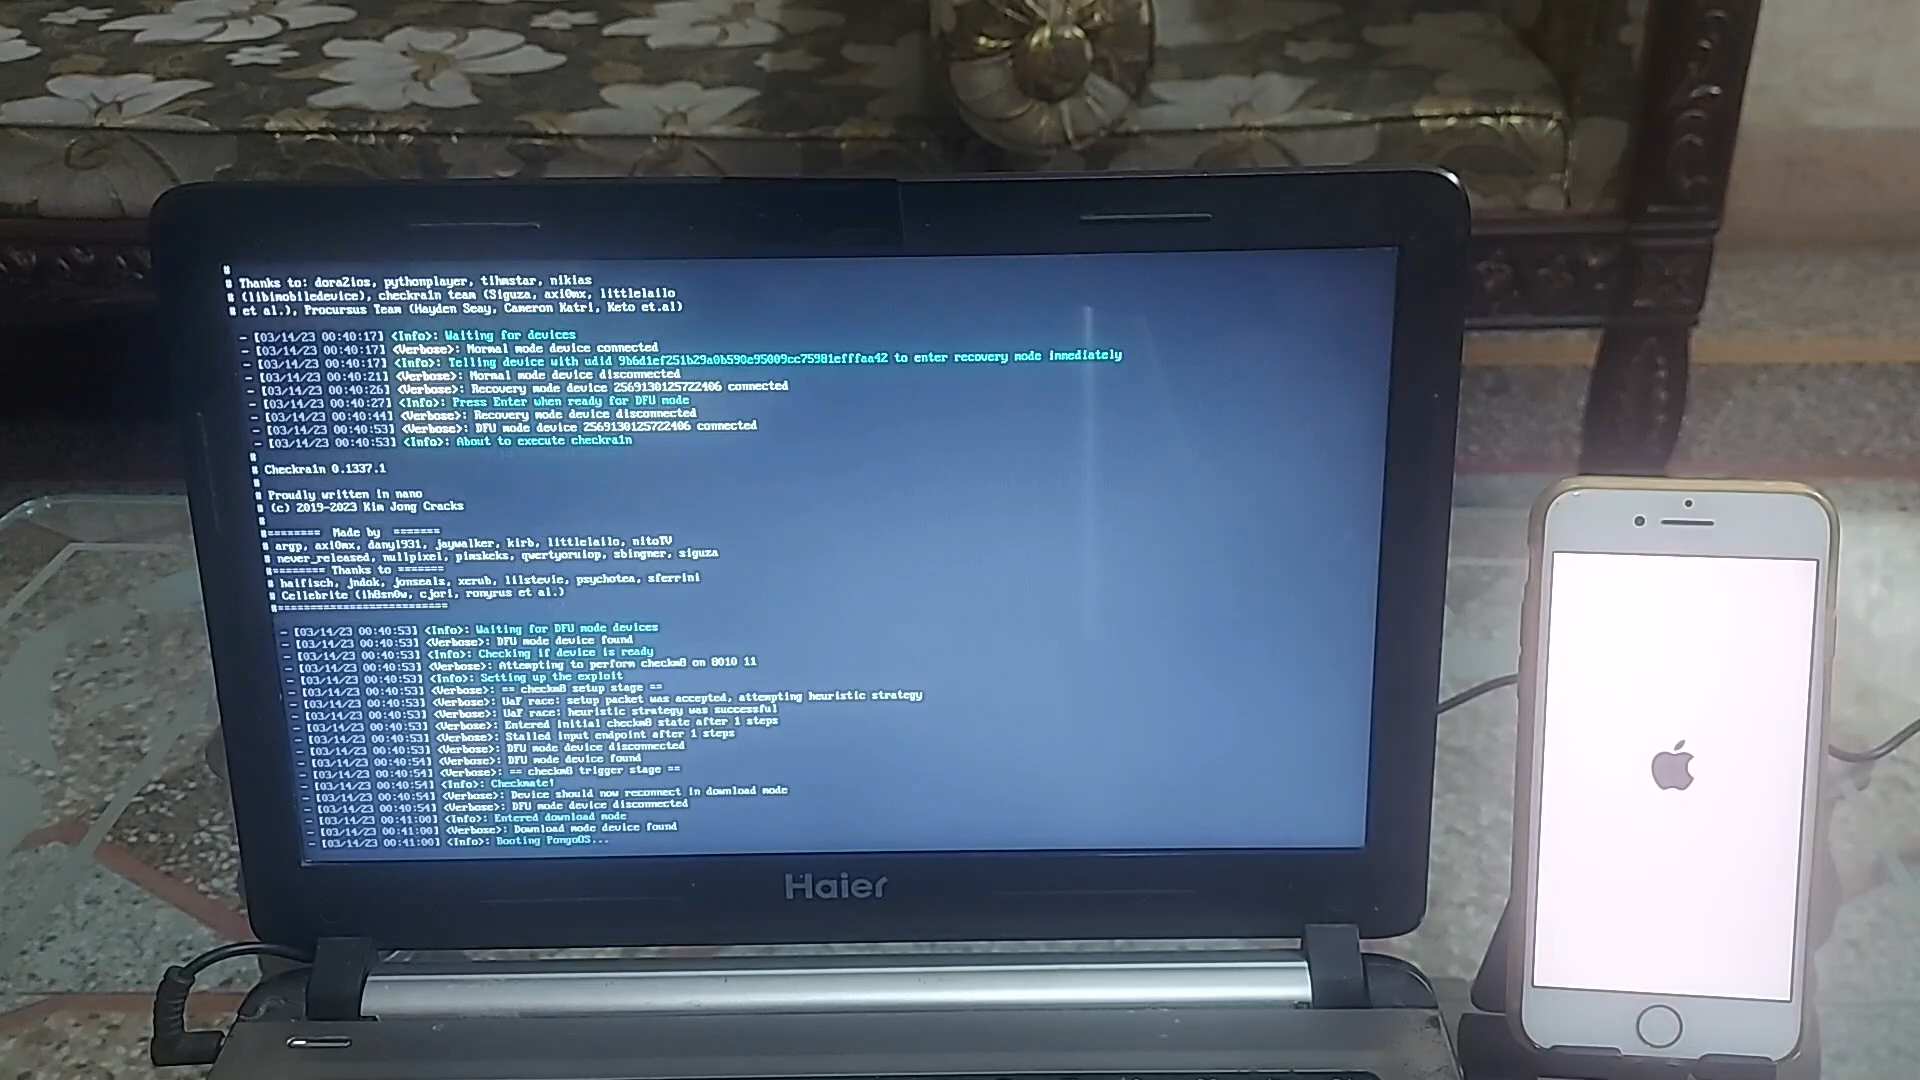 #
# Thanks to: dora2ios, pythonplayer, tihmstar, nikias
# (libimobiledevice), checkra1n team (Siguza, axi0mx, littlelailo
# et al.), Procursus Team (Hayden Seay, Cameron Katri, Keto et.al)
- [03/14/23 00:40:17] <Info>: Waiting for devices
- [03/14/23 00:40:17] <Verbose>: Normal mode device connected
- [03/14/23 00:40:17] <Info>: Telling device with udid 9b6d1ef251b29a0b590e95009cc75981efffaa42 to enter recovery mode immediately
- [03/14/23 00:40:21] <Verbose>: Normal mode device disconnected
- [03/14/23 00:40:26] <Verbose>: Recovery mode device 2569130125722406 connected
- [03/14/23 00:40:27] <Info>: Press Enter when ready for DFU mode
- [03/14/23 00:40:44] <Verbose>: Recovery mode device disconnected
- [03/14/23 00:40:53] <Verbose>: DFU mode device 2569130125722406 connected
- [03/14/23 00:40:53] <Info>: About to execute checkra1n
#
# Checkra1n 0.1337.1
#
# Proudly written in nano
# (c) 2019-2023 Kim Jong Cracks
#
#======== Made by =======
# argp, axi0mx, danyl931, jaywalker, kirb, littlelailo, nitoTV
# never_released, nullpixel, pimskeks, qwertyoruiop, sbingner, siguza
#======== Thanks to =======
# haifisch, jndok, jonseals, xerub, lilstevie, psychotea, sferrini
# Cellebrite (ih8sn0w, cjori, ronyrus et al.)
#==========================
- [03/14/23 00:40:53] <Info>: Waiting for DFU mode devices
- [03/14/23 00:40:53] <Verbose>: DFU mode device found
- [03/14/23 00:40:53] <Info>: Checking if device is ready
- [03/14/23 00:40:53] <Verbose>: Attempting to perform checkm8 on 8010 11
- [03/14/23 00:40:53] <Info>: Setting up the exploit
- [03/14/23 00:40:53] <Verbose>: == checkm8 setup stage ==
- [03/14/23 00:40:53] <Verbose>: UaF race: setup packet was accepted, attempting heuristic strategy
- [03/14/23 00:40:53] <Verbose>: UaF race: heuristic strategy was successful
- [03/14/23 00:40:53] <Verbose>: Entered initial checkm8 state after 1 steps
- [03/14/23 00:40:53] <Verbose>: Stalled input endpoint after 1 steps
- [03/14/23 00:40:53] <Verbose>: DFU mode device disconnected
- [03/14/23 00:40:53] <Verbose>: DFU mode device found
- [03/14/23 00:40:54] <Verbose>: == checkm8 trigger stage ==
- [03/14/23 00:40:54] <Info>: Checkmate!
- [03/14/23 00:40:54] <Verbose>: Device should now reconnect in download mode
- [03/14/23 00:40:54] <Verbose>: DFU mode device disconnected
- [03/14/23 00:41:00] <Info>: Entered download mode
- [03/14/23 00:41:00] <Verbose>: Download mode device found
- [03/14/23 00:41:00] <Info>: Booting PongoOS...
Haier